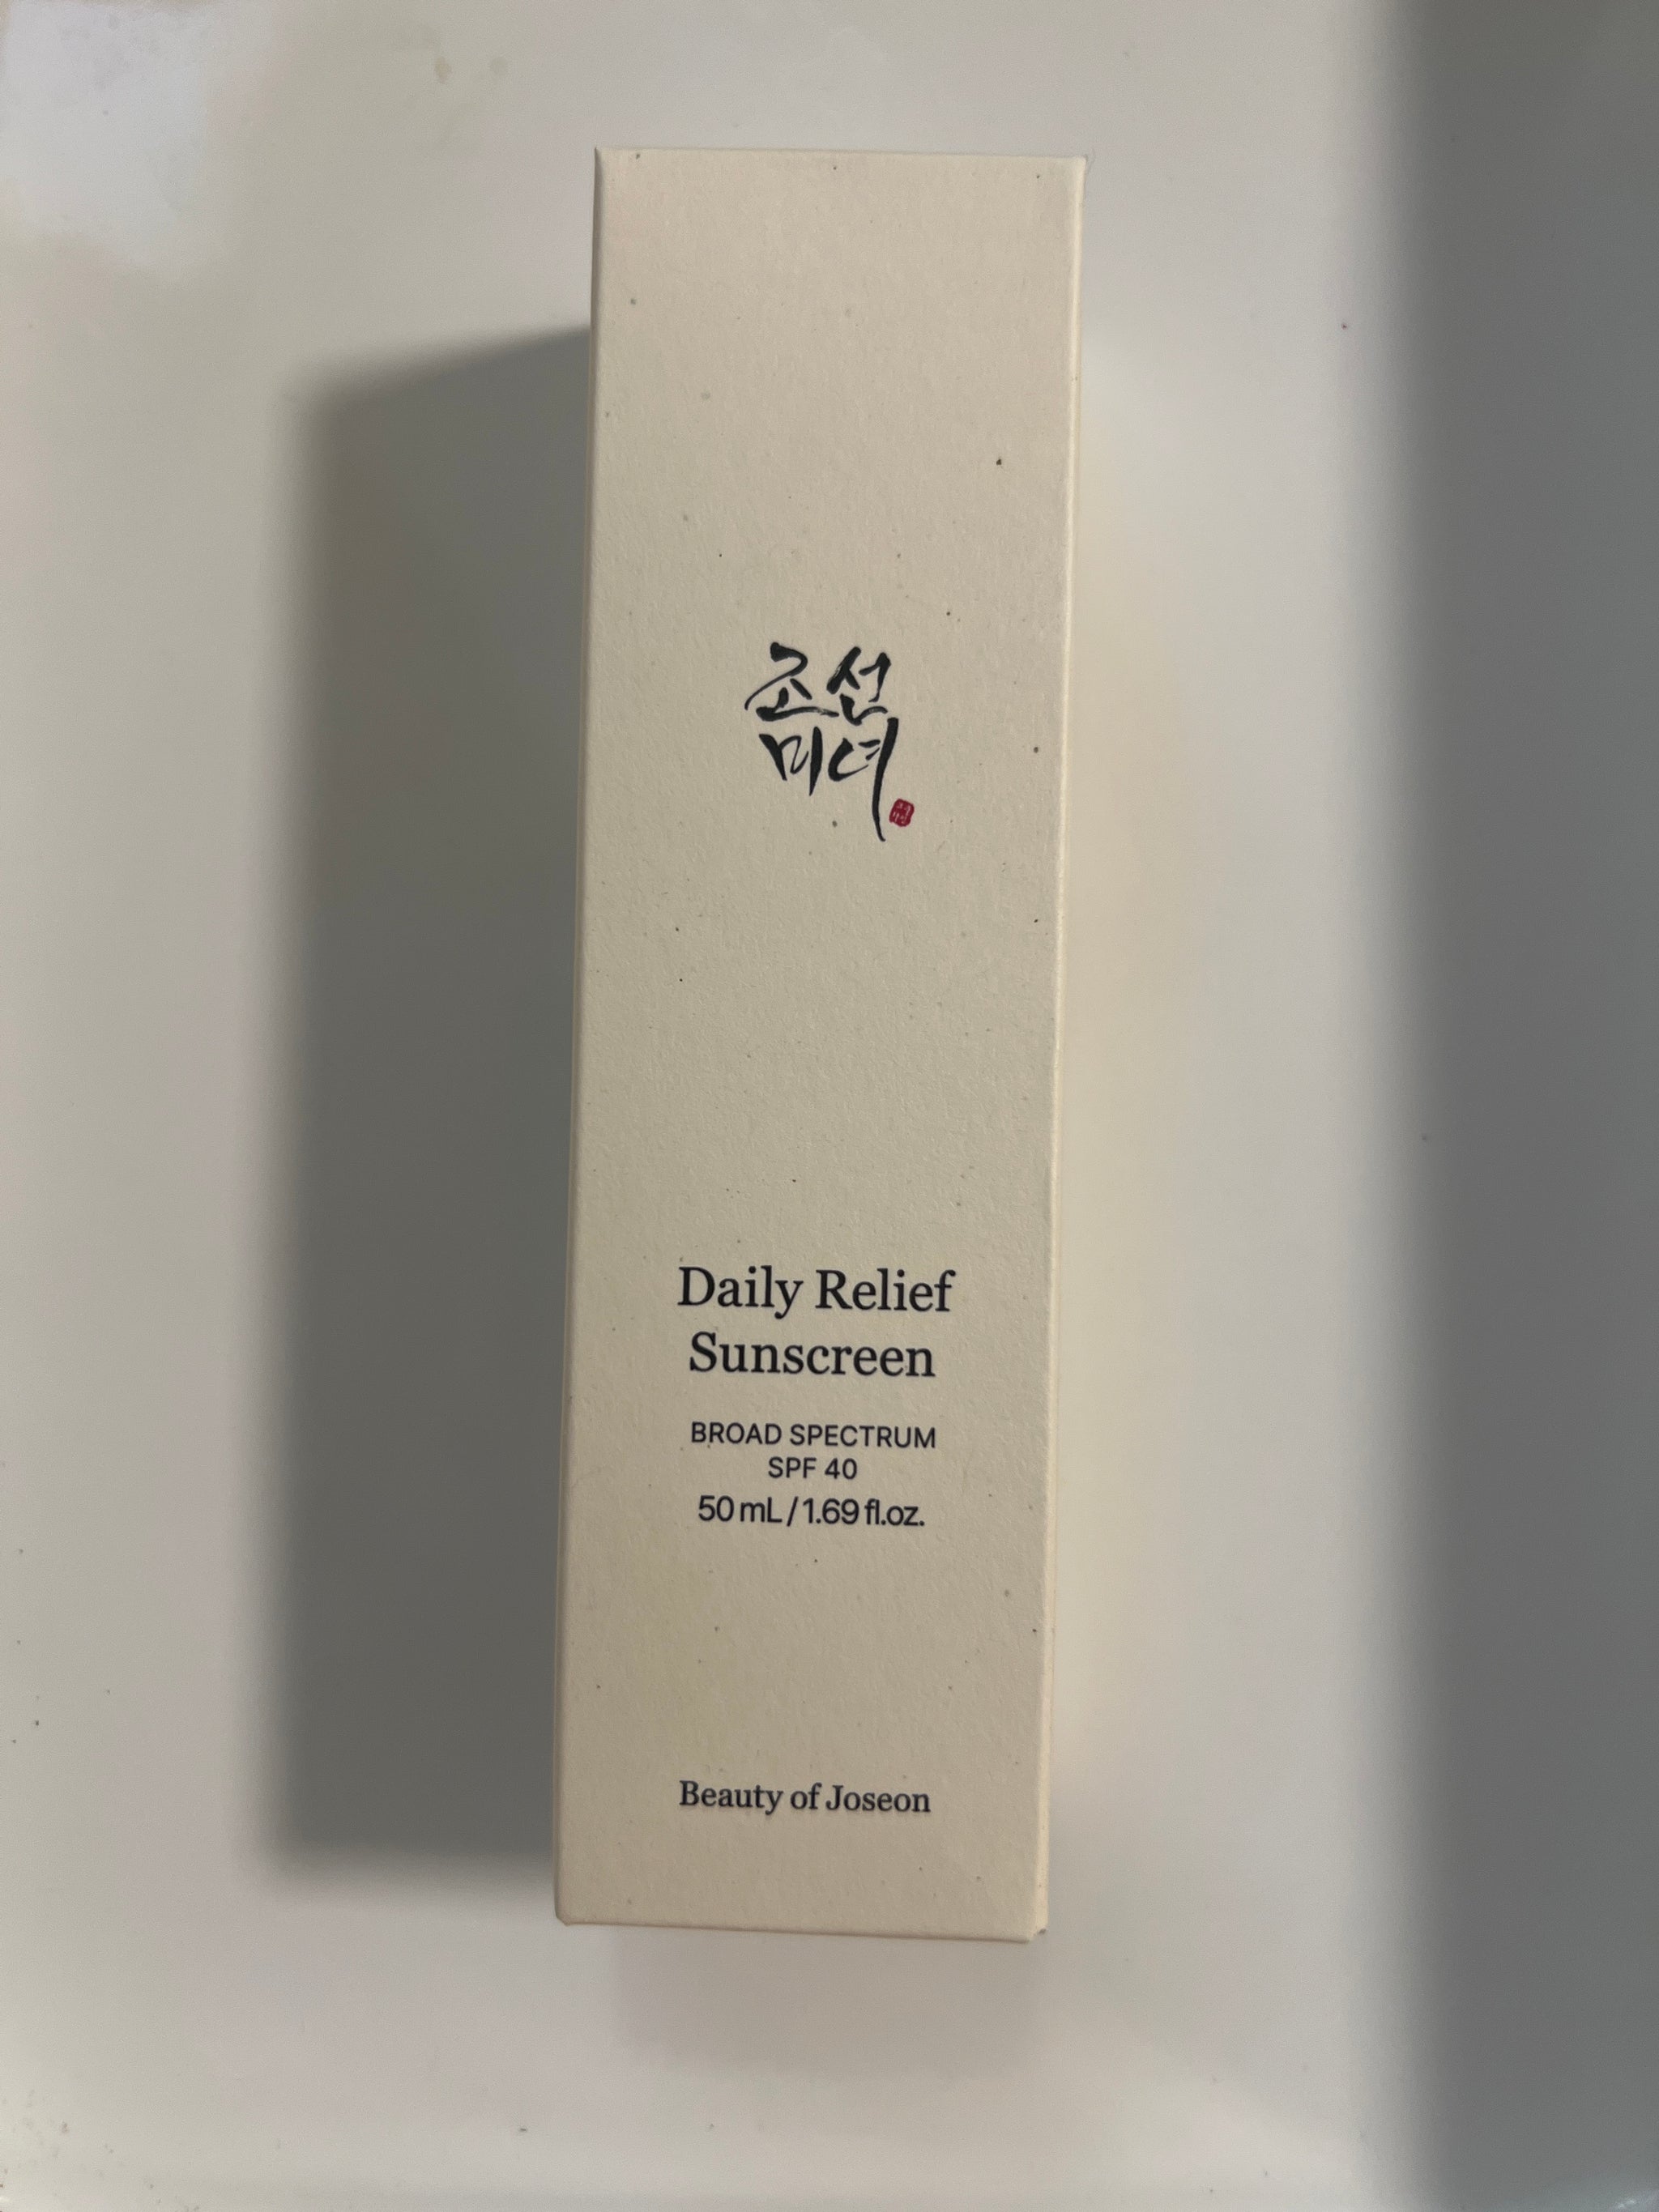 조선
미녀
Daily Relief
Sunscreen
BROAD SPECTRUM
SPF 40
50 mL / 1.69 fl.oz.
Beauty of Joseon